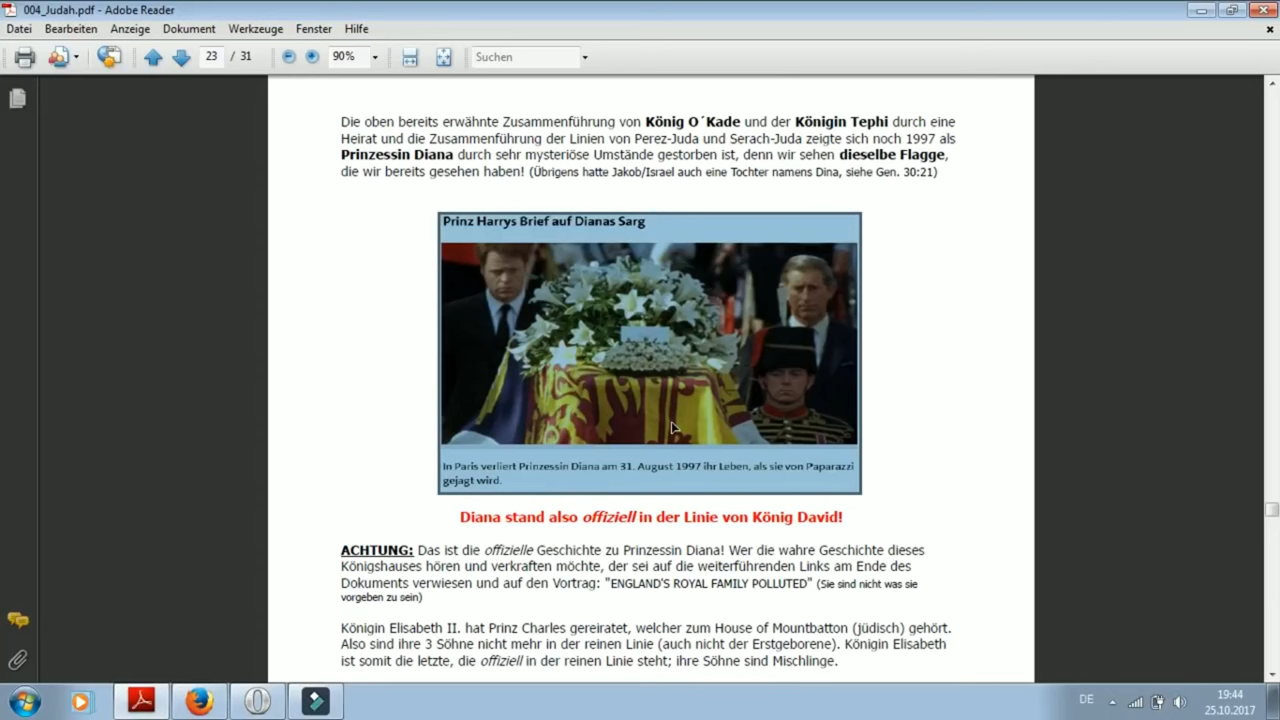 004_Judah.pdf - Adobe Reader
Datei Bearbeiten Anzeige Dokument Werkzeuge Fenster Hilfe
23 / 31 90% Suchen
Die oben bereits erwähnte Zusammenführung von König O´Kade und der Königin Tephi durch eine
Heirat und die Zusammenführung der Linien von Perez-Juda und Serach-Juda zeigte sich noch 1997 als
Prinzessin Diana durch sehr mysteriöse Umstände gestorben ist, denn wir sehen dieselbe Flagge,
die wir bereits gesehen haben! (Übrigens hatte Jakob/Israel auch eine Tochter namens Dina, siehe Gen. 30:21)
Prinz Harrys Brief auf Dianas Sarg
In Paris verliert Prinzessin Diana am 31. August 1997 ihr Leben, als sie von Paparazzi
gejagt wird.
Diana stand also offiziell in der Linie von König David!
ACHTUNG: Das ist die offizielle Geschichte zu Prinzessin Diana! Wer die wahre Geschichte dieses
Königshauses hören und verkraften möchte, der sei auf die weiterführenden Links am Ende des
Dokuments verwiesen und auf den Vortrag: "ENGLAND'S ROYAL FAMILY POLLUTED" (Sie sind nicht was sie
vorgeben zu sein)
Königin Elisabeth II. hat Prinz Charles gereiratet, welcher zum House of Mountbatton (jüdisch) gehört.
Also sind ihre 3 Söhne nicht mehr in der reinen Linie (auch nicht der Erstgeborene). Königin Elisabeth
ist somit die letzte, die offiziell in der reinen Linie steht; ihre Söhne sind Mischlinge.
DE
19:44
25.10.2017